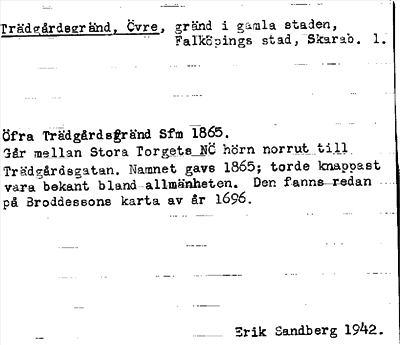 Trädgårdsgränd, Övre, gränd i gamla staden,
Falköpings stad, Skarab. l.
Öfra Trädgårdsgränd Sfm 1865.
Går mellan Stora Torgets NÖ hörn norrut till
Trädgårdsgatan. Namnet gavs 1865; torde knappast
vara bekant bland allmänheten. Den fanns redan
på Broddessons karta av år 1696.
Erik Sandberg 1942.